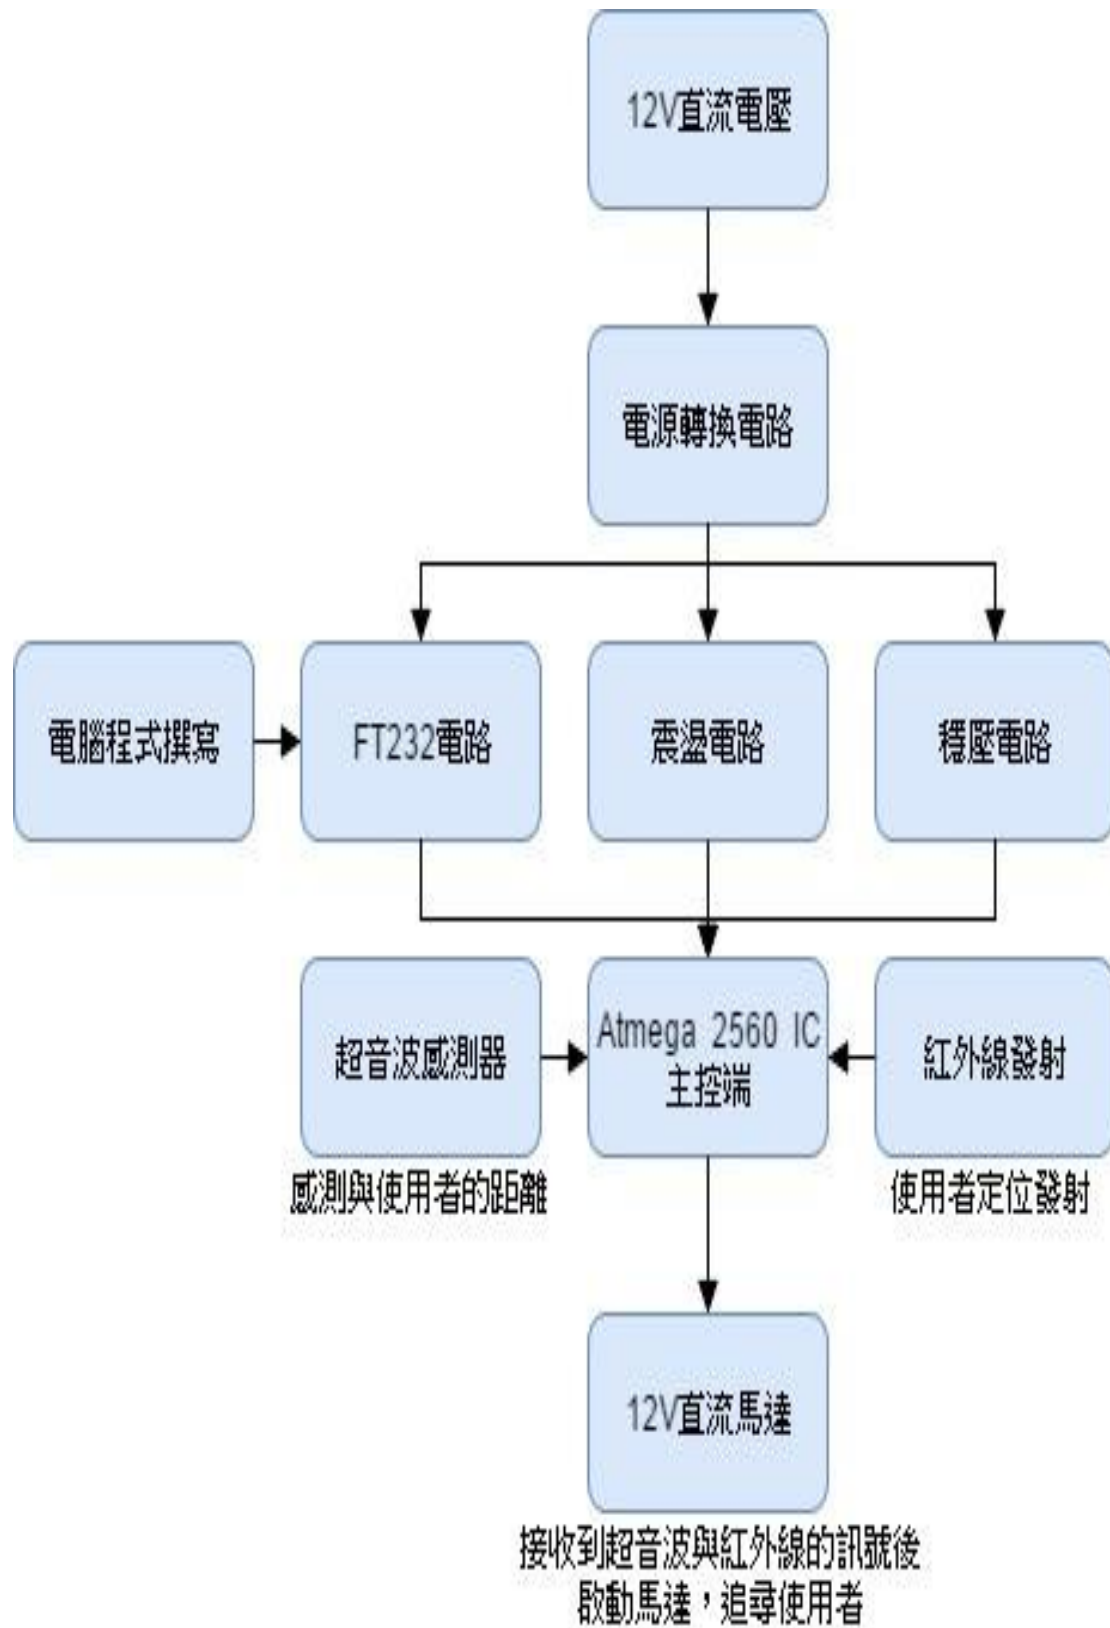 12V直流電壓
電源轉換電路
電腦程式撰寫
FT232電路
震盪電路
穩壓電路
超音波感測器
Atmega 2560 IC
主控端
紅外線發射
感測與使用者的距離
使用者定位發射
12V直流馬達
接收到超音波與紅外線的訊號後
啟動馬達，追尋使用者